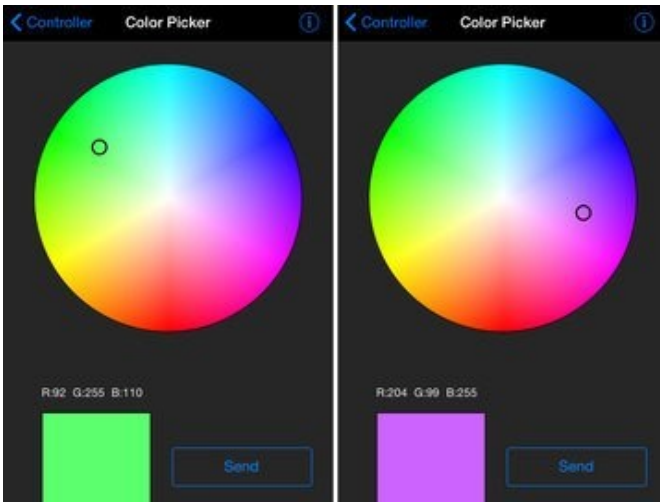 Controller Color Picker
R:92 G:255 B:110
Send
Controller Color Picker
R:204 G:99 B:255
Send